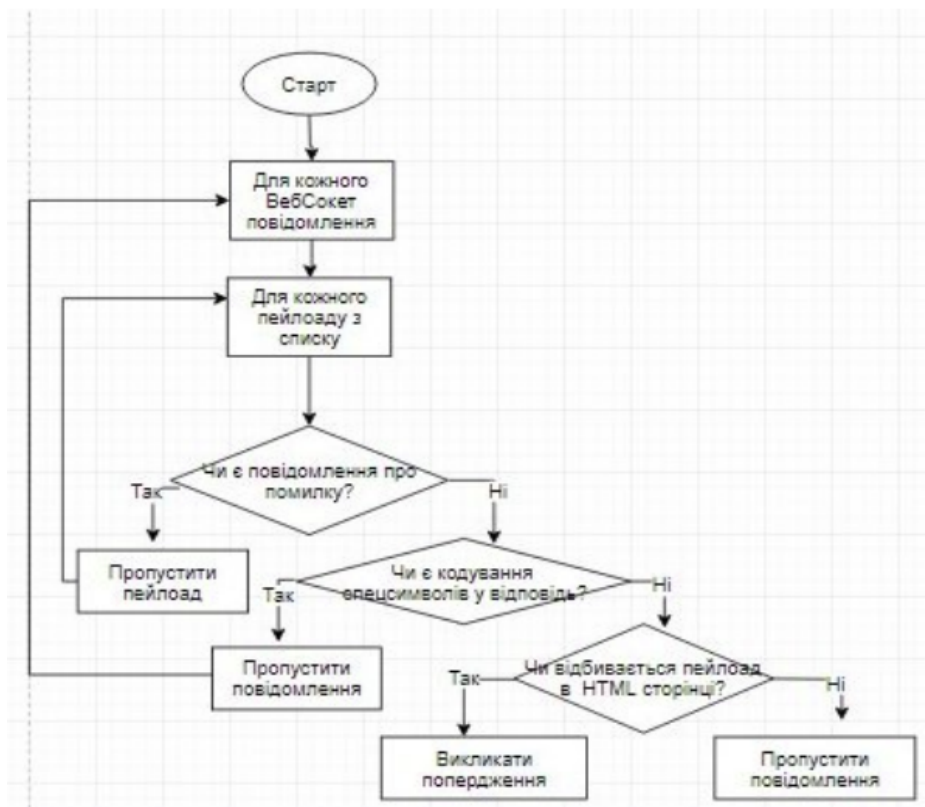 Старт
Для кожного
ВебСокет
повідомлення
Для кожного
пейлоаду з
списку
Чи є повідомлення про
помилку?
Так
Ні
Пропустити
пейлоад
Чи є кодування
спецсимволів у відповідь?
Так
Ні
Пропустити
повідомлення
Чи відбивається пейлоад
в HTML сторінці?
Так
Ні
Викликати
попердження
Пропустити
повідомлення